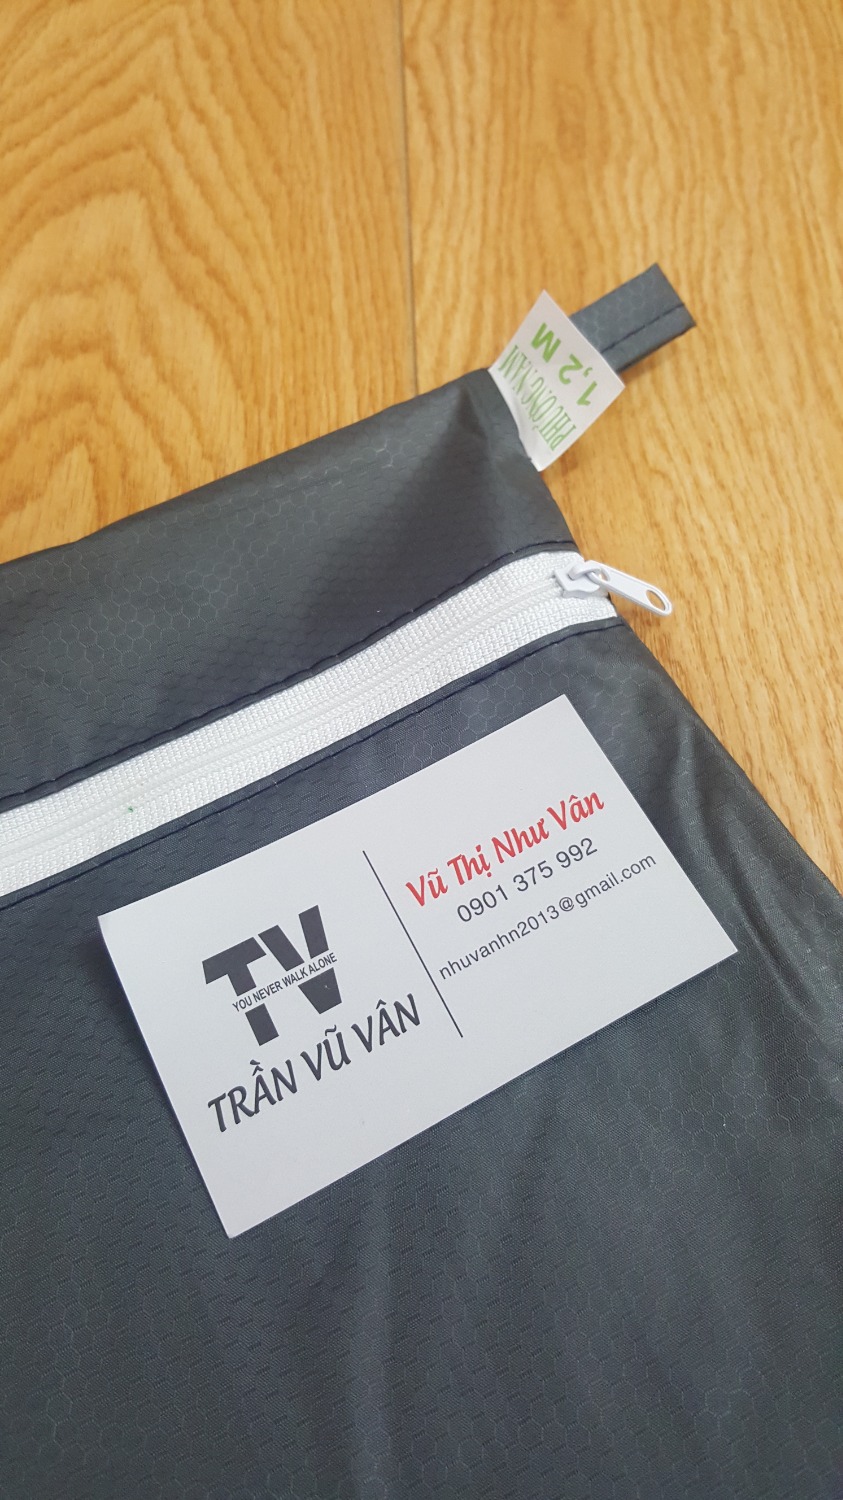 PHƯƠNG NAM
1,2 M
TV
YOU NEVER WALK ALONE
TRẦN VŨ VÂN
Vũ Thị Như Vân
0901 375 992
nhuvanhn2013@gmail.com